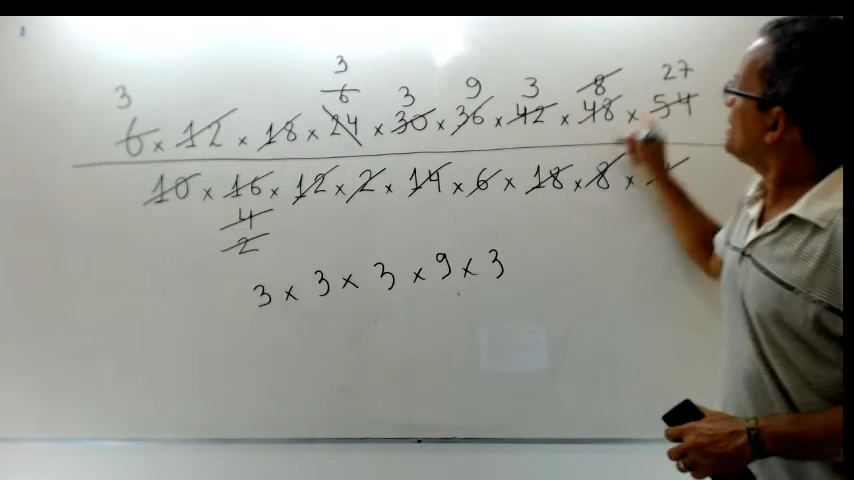 3 3 3 9 3 8 27
6
6 × 12 × 18 × 24 × 30 × 36 × 42 × 48 × 54
10 × 16 × 12 × 2 × 14 × 6 × 18 × 8 ×
4
2
3 × 3 × 3 × 9 × 3